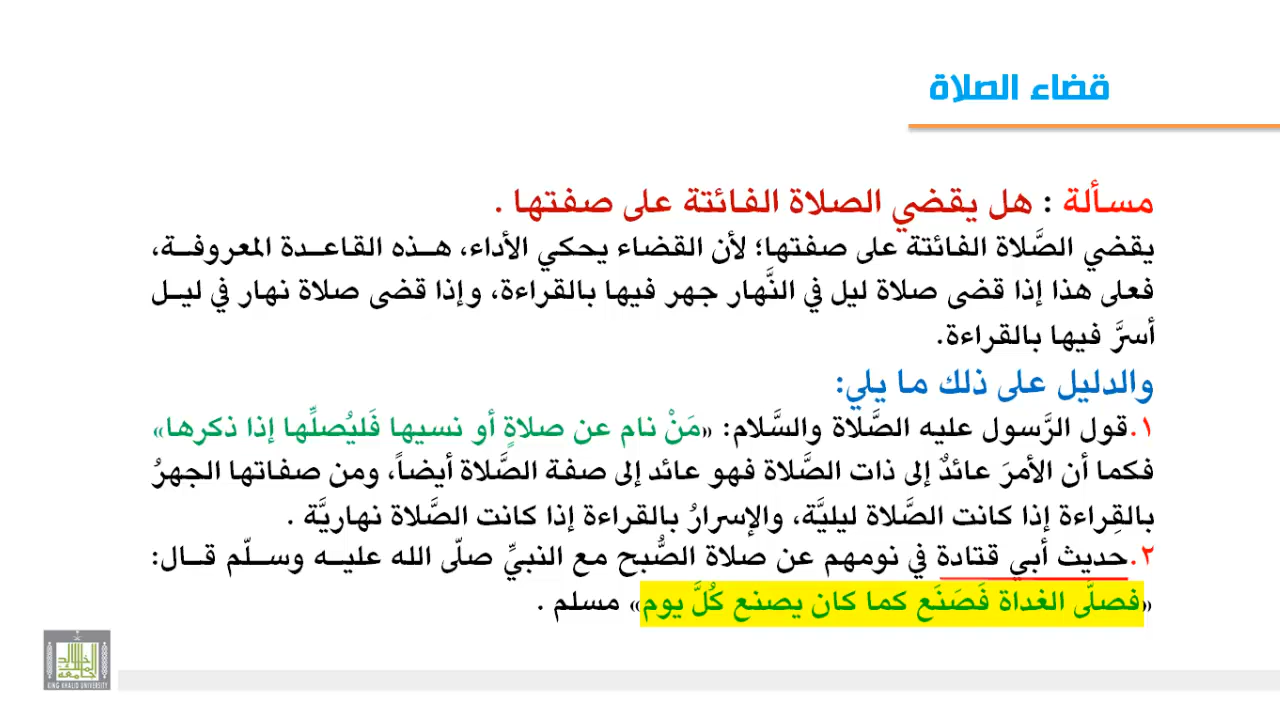 قضاء الصلاة
مسألة : هل يقضي الصلاة الفائتة على صفتها .
يقضي الصَّلاة الفائتة على صفتها؛ لأن القضاء يحكي الأداء، هـذه القاعـدة المعروفـة،
فعلى هذا إذا قضى صلاة ليل في النَّهار جهر فيها بالقراءة، وإذا قضى صلاة نهار في ليـل
أسرَّ فيها بالقراءة.
والدليل على ذلك ما يلي:
١.قول الرَّسول عليه الصَّلاة والسَّلام: «مَنْ نام عن صلاةٍ أو نسيها فَليُصلِّها إذا ذكرها»
فكما أن الأمرَ عائدٌ إلى ذات الصَّلاة فهو عائد إلى صفة الصَّلاة أيضاً، ومن صفاتها الجهرُ
بالقِراءة إذا كانت الصَّلاة ليليَّة، والإسرارُ بالقراءة إذا كانت الصَّلاة نهاريَّة .
٢.حديث أبي قتادة في نومهم عن صلاة الصُّبح مع النبيِّ صلّى الله عليـه وسـلّم قـال:
«فصلَّى الغداة فَصَنَع كما كان يصنع كُلَّ يوم» مسلم .
جامعة الملك خالد
KING KHALID UNIVERSITY